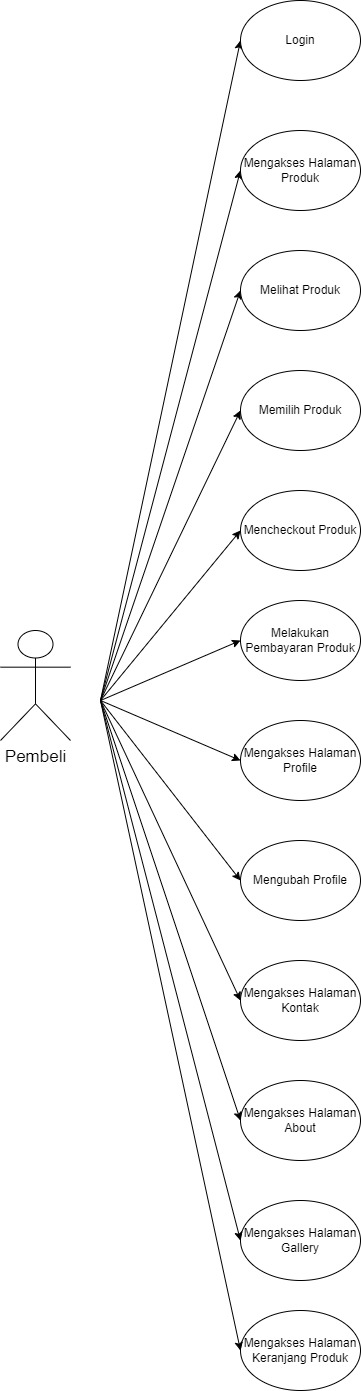 Login
Mengakses Halaman
Produk
Melihat Produk
Memilih Produk
Mencheckout Produk
Melakukan
Pembayaran Produk
Pembeli
Mengakses Halaman
Profile
Mengubah Profile
Mengakses Halaman
Kontak
Mengakses Halaman
About
Mengakses Halaman
Gallery
Mengakses Halaman
Keranjang Produk